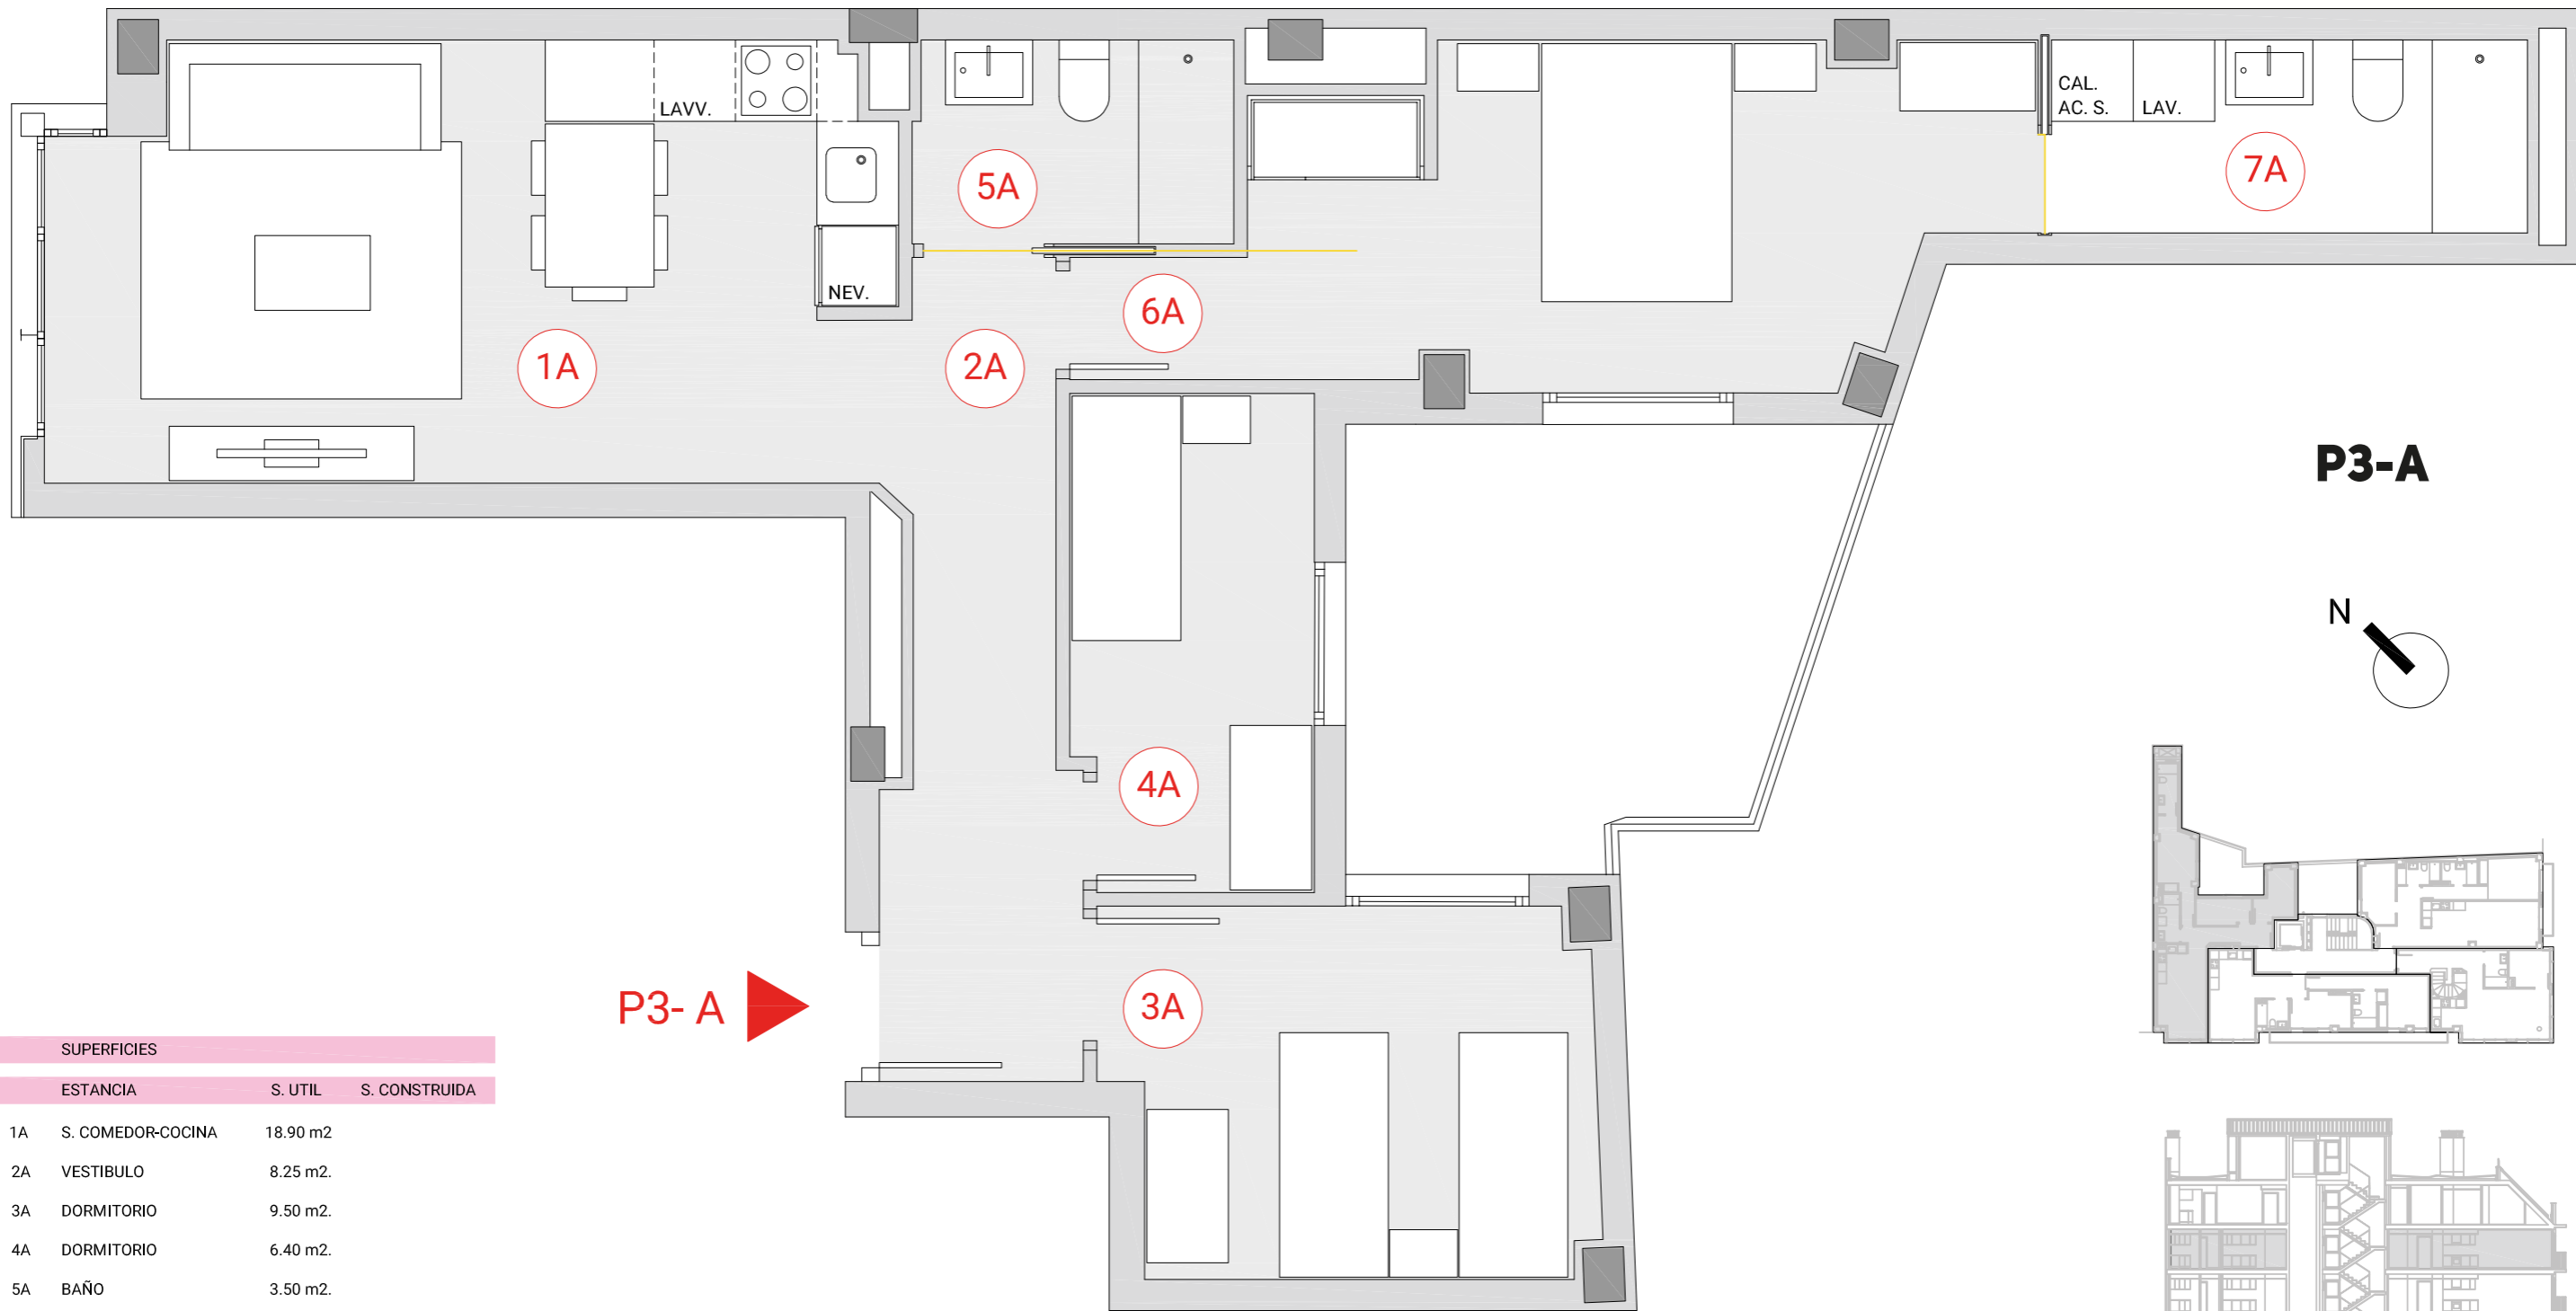 CAL.
AC. S.
LAV.
LAVV.
5A
7A
NEV.
6A
1A
2A
P3-A
N
4A
P3- A
3A
SUPERFICIES
ESTANCIA S. UTIL S. CONSTRUIDA
1A S. COMEDOR-COCINA 18.90 m2
2A VESTIBULO 8.25 m2.
3A DORMITORIO 9.50 m2.
4A DORMITORIO 6.40 m2.
5A BAÑO 3.50 m2.